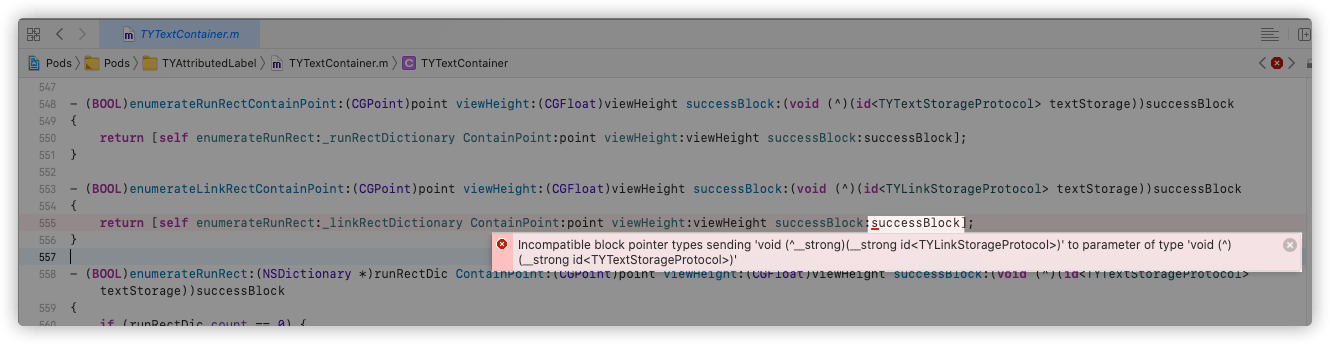 TYTextContainer.m
Pods 〉 Pods 〉 TYAttributedLabel 〉 TYTextContainer.m 〉 C TYTextContainer
547
548 - (BOOL)enumerateRunRectContainPoint:(CGPoint)point viewHeight:(CGFloat)viewHeight successBlock:(void (^)(id<TYTextStorageProtocol> textStorage))successBlock
549 {
550 return [self enumerateRunRect:_runRectDictionary ContainPoint:point viewHeight:viewHeight successBlock:successBlock];
551 }
552
553 - (BOOL)enumerateLinkRectContainPoint:(CGPoint)point viewHeight:(CGFloat)viewHeight successBlock:(void (^)(id<TYLinkStorageProtocol> textStorage))successBlock
554 {
555 return [self enumerateRunRect:_linkRectDictionary ContainPoint:point viewHeight:viewHeight successBlock:successBlock];
556 }
Incompatible block pointer types sending 'void (^__strong)(__strong id<TYLinkStorageProtocol>)' to parameter of type 'void (^)
(__strong id<TYTextStorageProtocol>)'
557
558 - (BOOL)enumerateRunRect:(NSDictionary *)runRectDic ContainPoint:(CGPoint)point viewHeight:(CGFloat)viewHeight successBlock:(void (^)(id<TYTextStorageProtocol>
textStorage))successBlock
559 {
560 if (runRectDic.count == 0) {